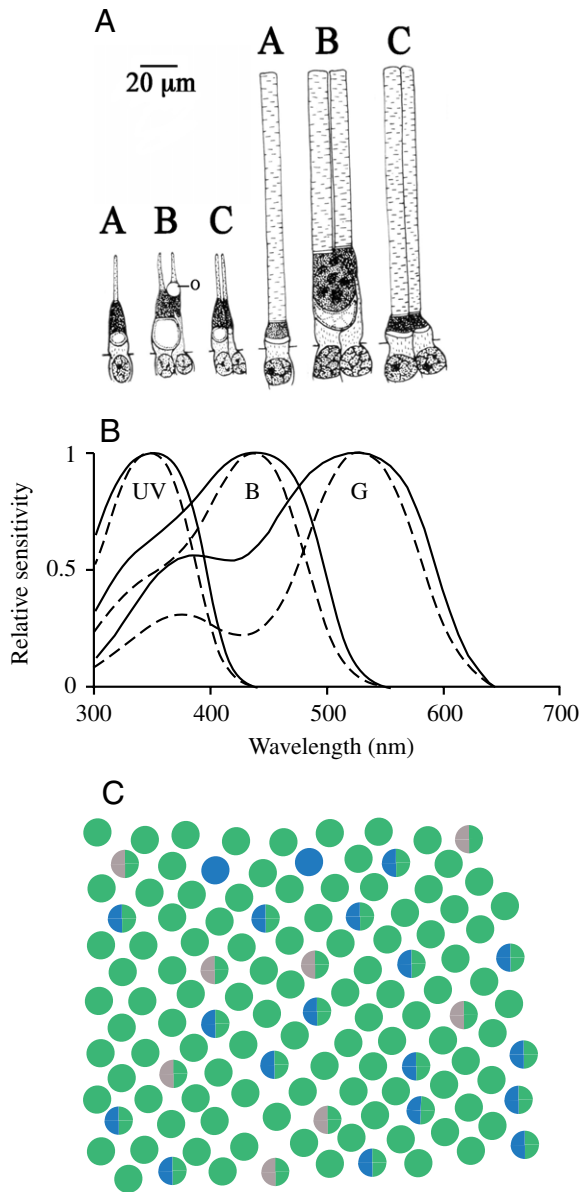 A
A B C
20 μm
A B C
o
B
1
UV B G
0.5
Relative sensitivity
0
300 400 500 600 700
Wavelength (nm)
C